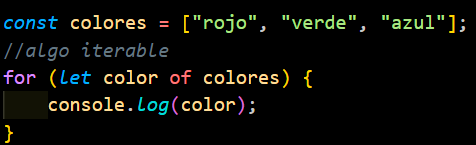 const colores = ["rojo", "verde", "azul"];
//algo iterable
for (let color of colores) {
    console.log(color);
}